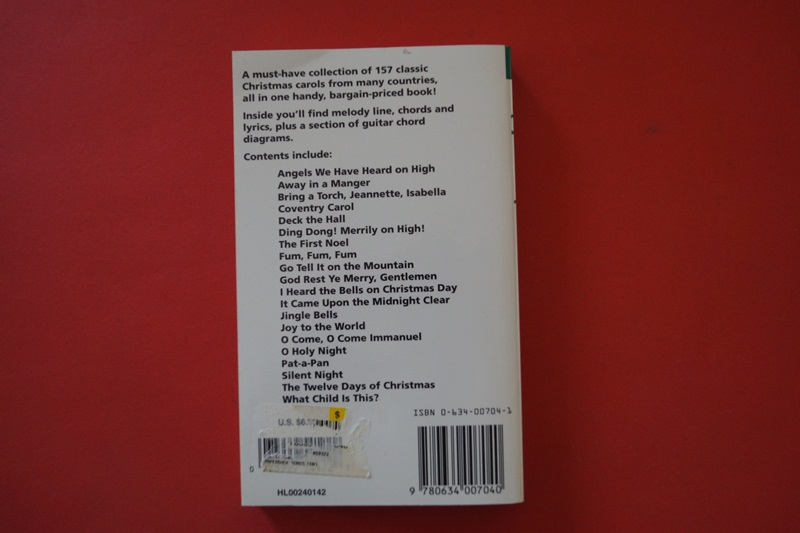 A must-have collection of 157 classic
Christmas carols from many countries,
all in one handy, bargain-priced book!
Inside you'll find melody line, chords and
lyrics, plus a section of guitar chord
diagrams.
Contents include:
Angels We Have Heard on High
Away in a Manger
Bring a Torch, Jeannette, Isabella
Coventry Carol
Deck the Hall
Ding Dong! Merrily on High!
The First Noel
Fum, Fum, Fum
Go Tell It on the Mountain
God Rest Ye Merry, Gentlemen
I Heard the Bells on Christmas Day
It Came Upon the Midnight Clear
Jingle Bells
Joy to the World
O Come, O Come Immanuel
O Holy Night
Pat-a-Pan
Silent Night
The Twelve Days of Christmas
What Child Is This?
ISBN 0-634-00704-1
$
U.S. $6.
HL00240142
9 780634 007040